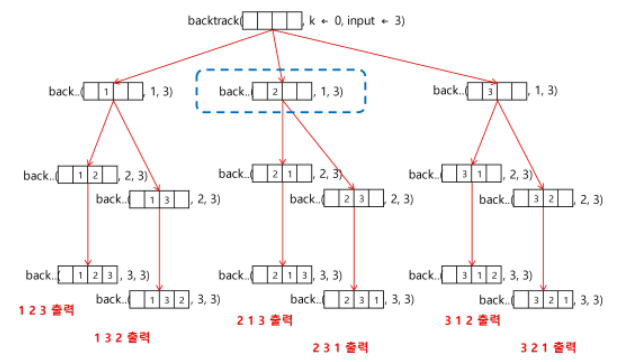 backtrack( , k ← 0, input ← 3)
back..( 1 , 1, 3)
back..( 2 , 1, 3)
back..( 3 , 1, 3)
back..( 1 2 , 2, 3)
back..( 2 1 , 2, 3)
back..( 3 1 , 2, 3)
back..( 1 3 , 2, 3)
back..( 2 3 , 2, 3)
back..( 3 2 , 2, 3)
back..( 1 2 3 , 3, 3)
back..( 2 1 3 , 3, 3)
back..( 3 1 2 , 3, 3)
back..( 1 3 2 , 3, 3)
back..( 2 3 1 , 3, 3)
back..( 3 2 1 , 3, 3)
1 2 3 출력
2 1 3 출력
3 1 2 출력
1 3 2 출력
2 3 1 출력
3 2 1 출력